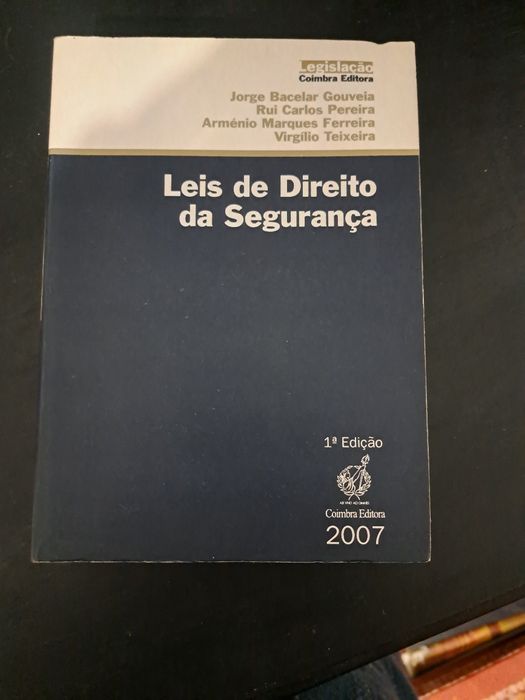 Legislação
Coimbra Editora
Jorge Bacelar Gouveia
Rui Carlos Pereira
Arménio Marques Ferreira
Virgílio Teixeira
Leis de Direito
da Segurança
1ª Edição
Coimbra Editora
2007